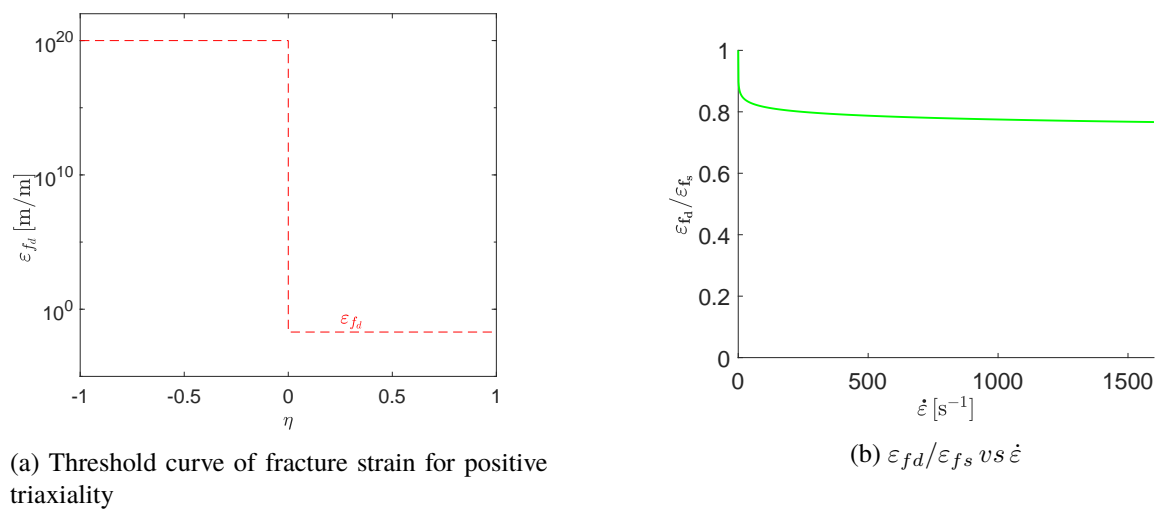 10^20
10^10
10^0
ε_{f_d} [m/m]
ε_{f_d}
-1 -0.5 0 0.5 1
η
(a) Threshold curve of fracture strain for positive
triaxiality
1
0.8
0.6
0.4
0.2
0
ε_{f_d}/ε_{f_s}
0 500 1000 1500
ε̇ [s^{−1}]
(b) ε_{fd}/ε_{fs} vs ε̇